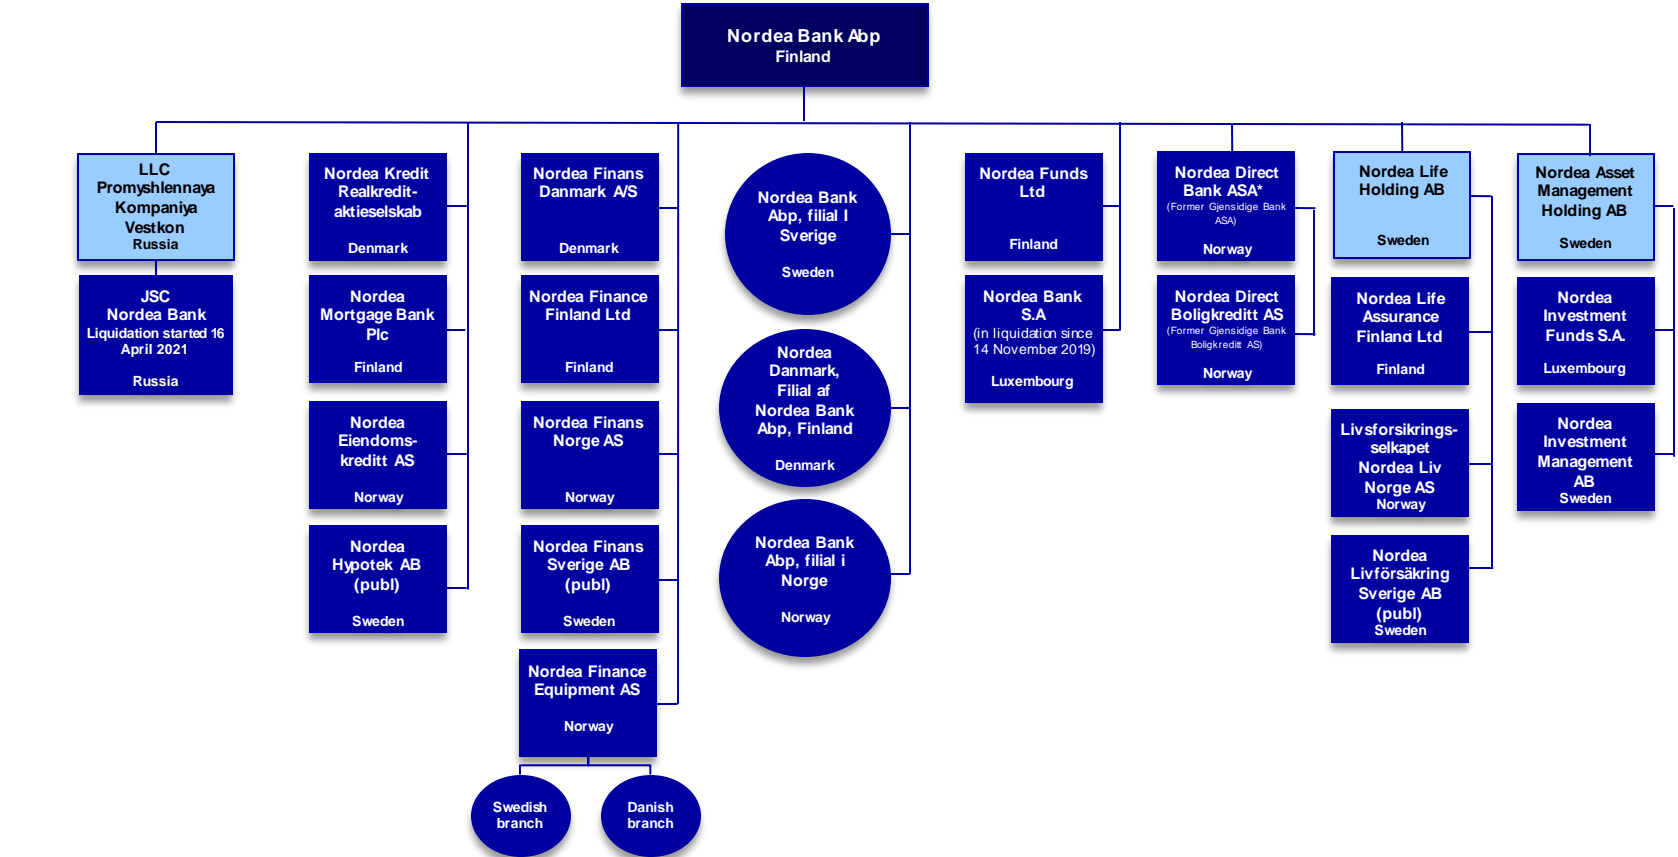 Nordea Bank Abp
Finland
LLC
Promyshlennaya
Kompaniya
Vestkon
Russia
JSC
Nordea Bank
Liquidation started 16
April 2021
Russia
Nordea Kredit
Realkredit-
aktieselskab
Denmark
Nordea
Mortgage Bank
Plc
Finland
Nordea
Eiendoms-
kreditt AS
Norway
Nordea
Hypotek AB
(publ)
Sweden
Nordea Finans
Danmark A/S
Denmark
Nordea Finance
Finland Ltd
Finland
Nordea Finans
Norge AS
Norway
Nordea Finans
Sverige AB
(publ)
Sweden
Nordea Finance
Equipment AS
Norway
Swedish
branch
Danish
branch
Nordea Bank
Abp, filial I
Sverige
Sweden
Nordea
Danmark,
Filial af
Nordea Bank
Abp, Finland
Denmark
Nordea Bank
Abp, filial i
Norge
Norway
Nordea Funds
Ltd
Finland
Nordea Bank
S.A
(in liquidation since
14 November 2019)
Luxembourg
Nordea Direct
Bank ASA*
(Former Gjensidige Bank
ASA)
Norway
Nordea Direct
Boligkreditt AS
(Former Gjensidige Bank
Boligkreditt AS)
Norway
Nordea Life
Holding AB
Sweden
Nordea Life
Assurance
Finland Ltd
Finland
Livsforsikrings-
selkapet
Nordea Liv
Norge AS
Norway
Nordea
Livförsäkring
Sverige AB
(publ)
Sweden
Nordea Asset
Management
Holding AB
Sweden
Nordea
Investment
Funds S.A.
Luxembourg
Nordea
Investment
Management
AB
Sweden